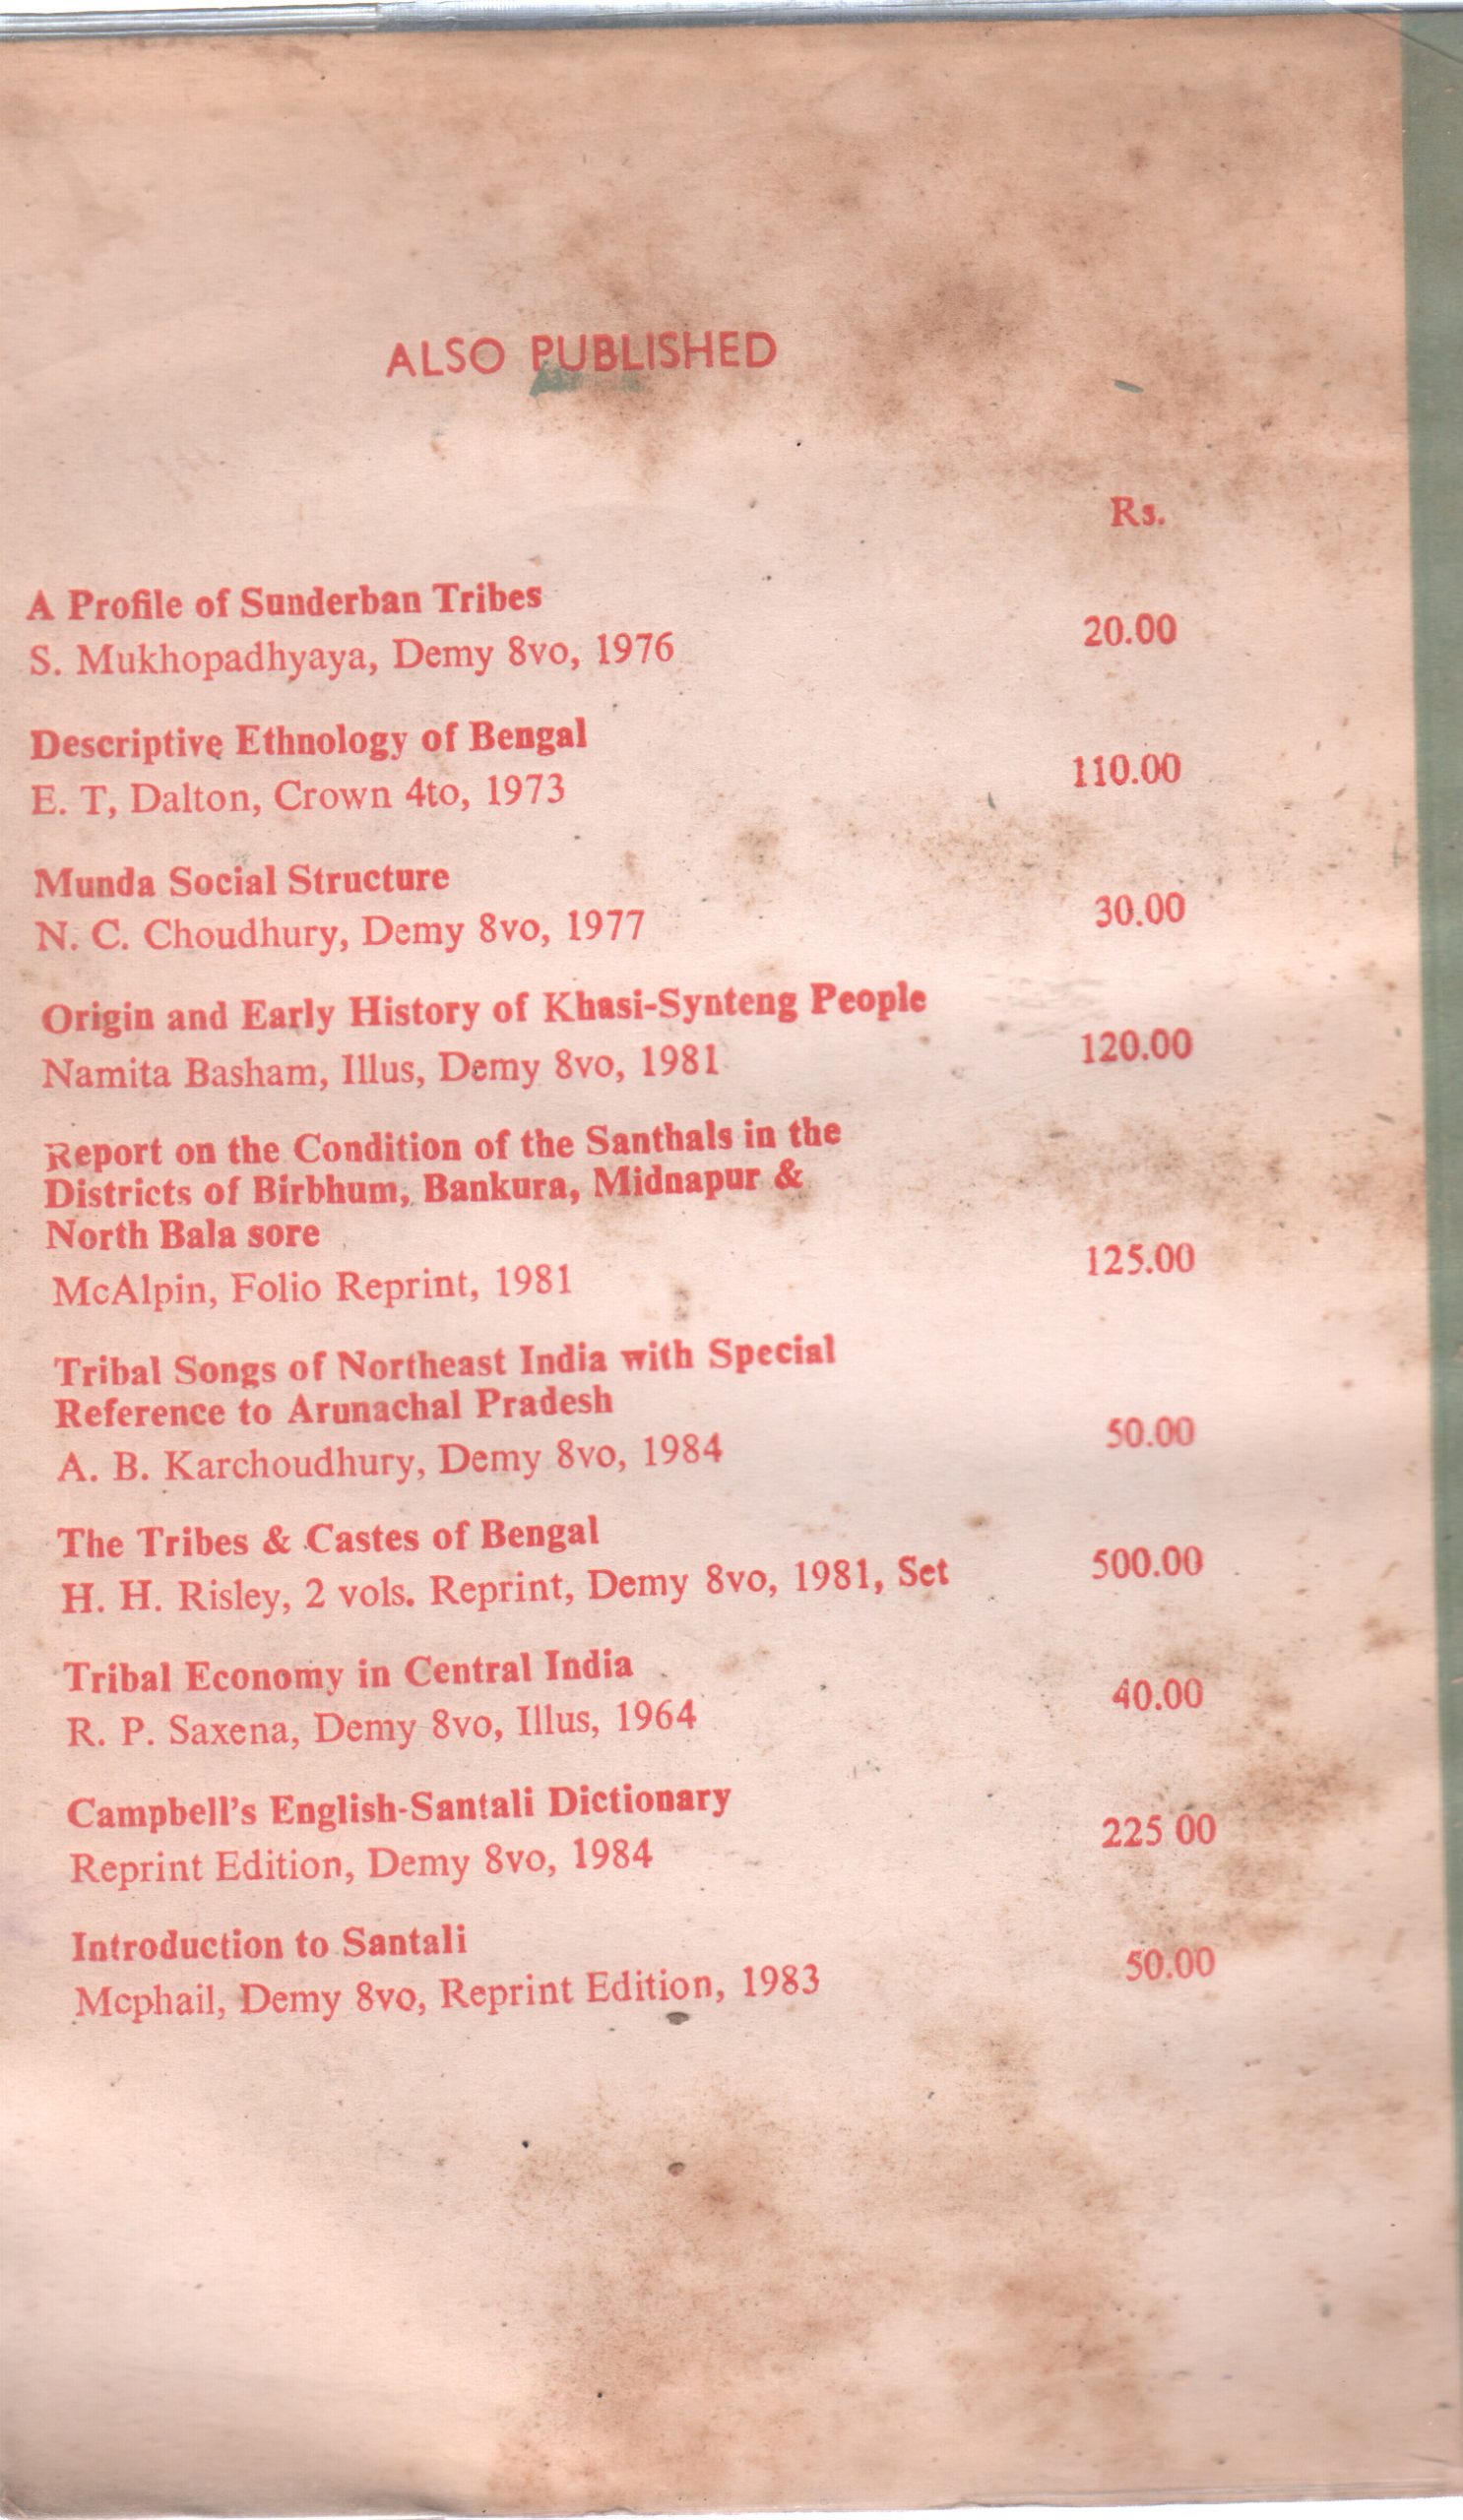 ALSO PUBLISHED
Rs.
A Profile of Sunderban Tribes
S. Mukhopadhyaya, Demy 8vo, 1976 20.00
Descriptive Ethnology of Bengal
E. T, Dalton, Crown 4to, 1973 110.00
Munda Social Structure
N. C. Choudhury, Demy 8vo, 1977 30.00
Origin and Early History of Khasi-Synteng People
Namita Basham, Illus, Demy 8vo, 1981 120.00
Report on the Condition of the Santhals in the
Districts of Birbhum, Bankura, Midnapur &
North Bala sore
McAlpin, Folio Reprint, 1981 125.00
Tribal Songs of Northeast India with Special
Reference to Arunachal Pradesh
A. B. Karchoudhury, Demy 8vo, 1984 50.00
The Tribes & Castes of Bengal
H. H. Risley, 2 vols. Reprint, Demy 8vo, 1981, Set 500.00
Tribal Economy in Central India
R. P. Saxena, Demy 8vo, Illus, 1964 40.00
Campbell's English-Santali Dictionary
Reprint Edition, Demy 8vo, 1984 225 00
Introduction to Santali
Mcphail, Demy 8vo, Reprint Edition, 1983 50.00